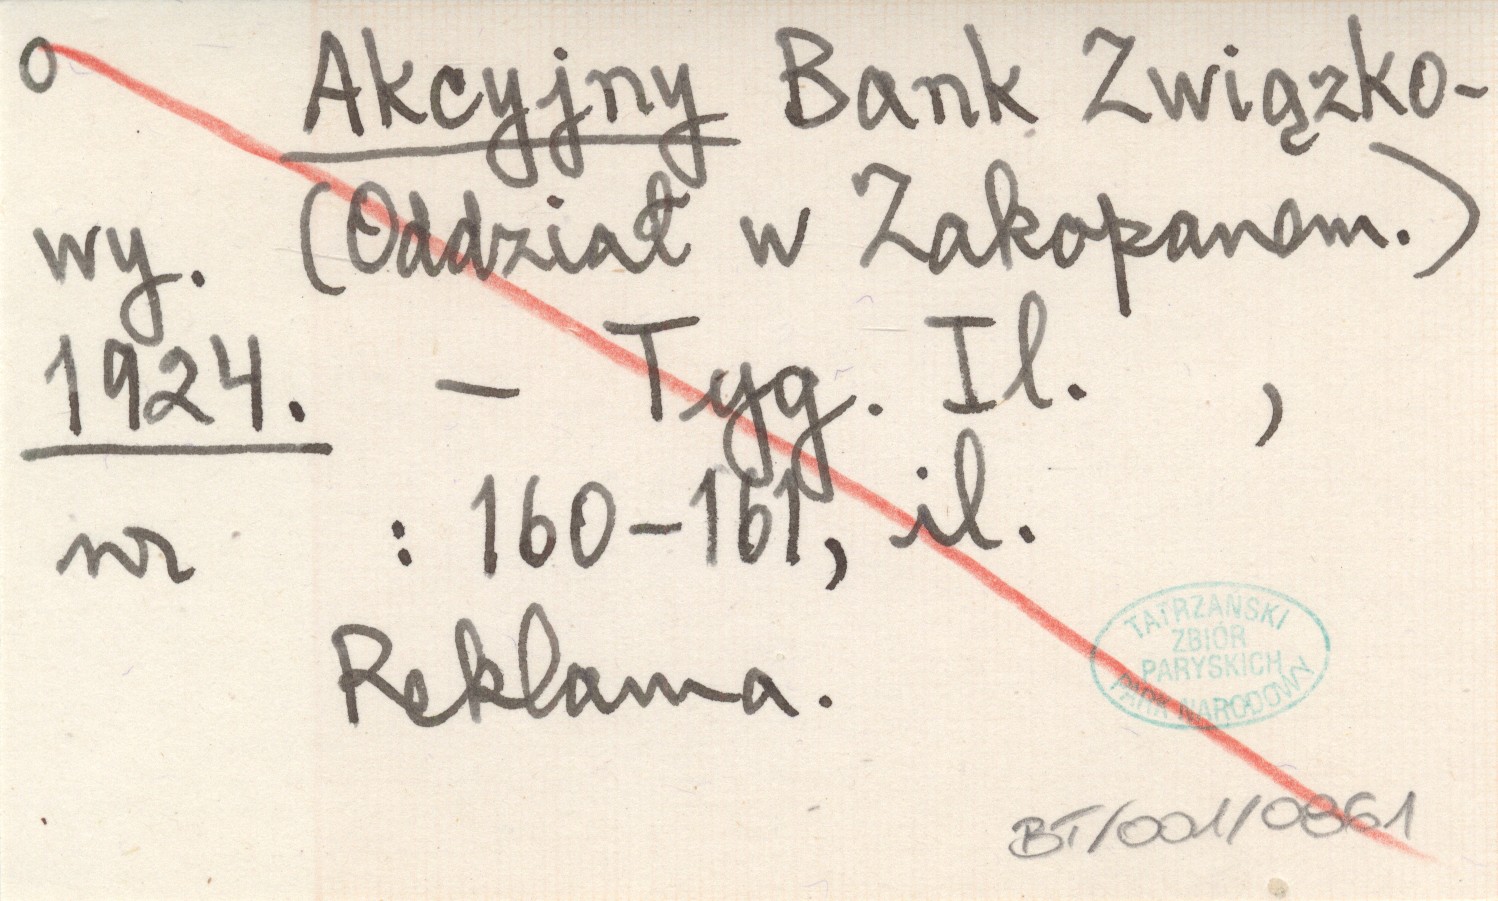 o Akcyjny Bank Związko-
wy. (Oddział w Zakopanem.)
1924. – Tyg. Il. ,
nr : 160–161, il.
Reklama.
TATRZAŃSKI
ZBIÓR
PARYSKICH
PARK NARODOWY
BT/001/0861